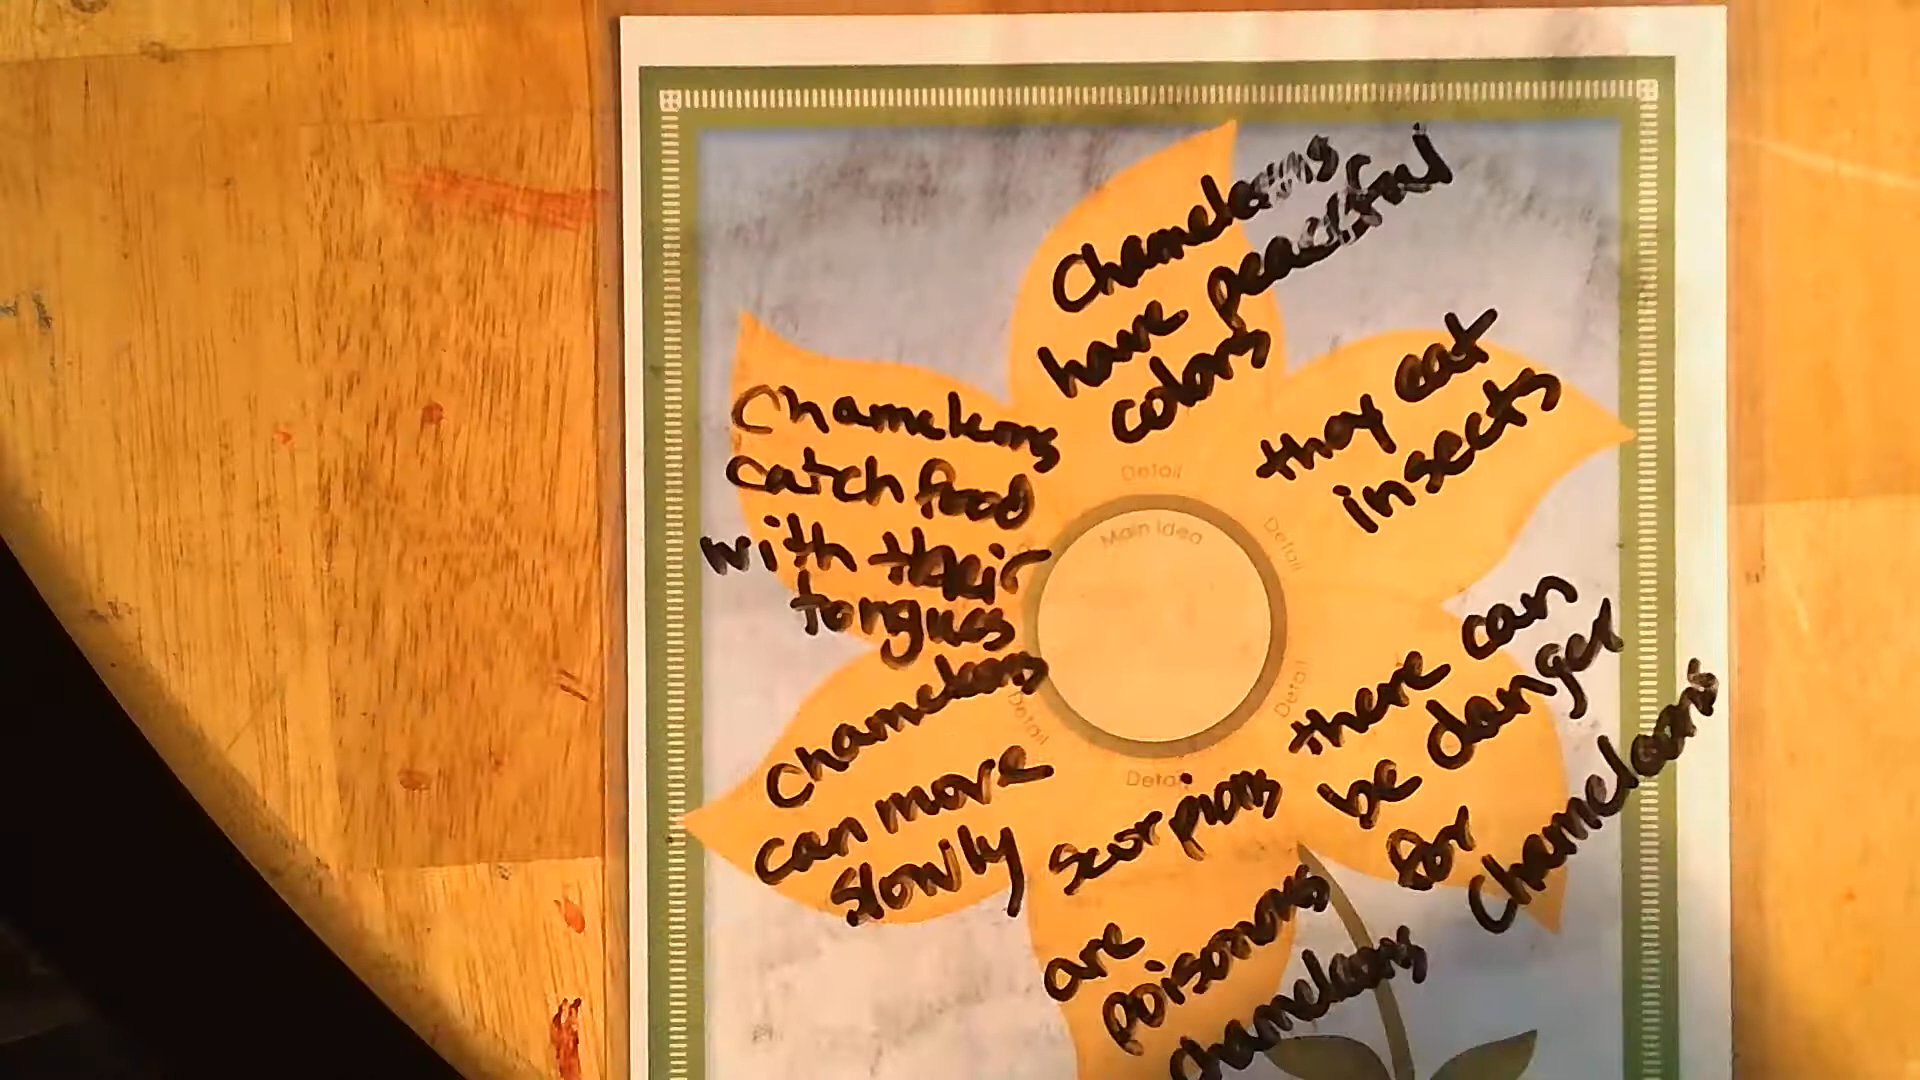 Chameleons
have peaceful
colors
they eat
insects
there can
be danger
for
Chameleons
scorpions
are
poisonous
chameleons
Chameleons
can move
slowly
Chameleons
catch food
with their
tongues
Main Idea
Detail
Detail
Detail
Detail
Detail